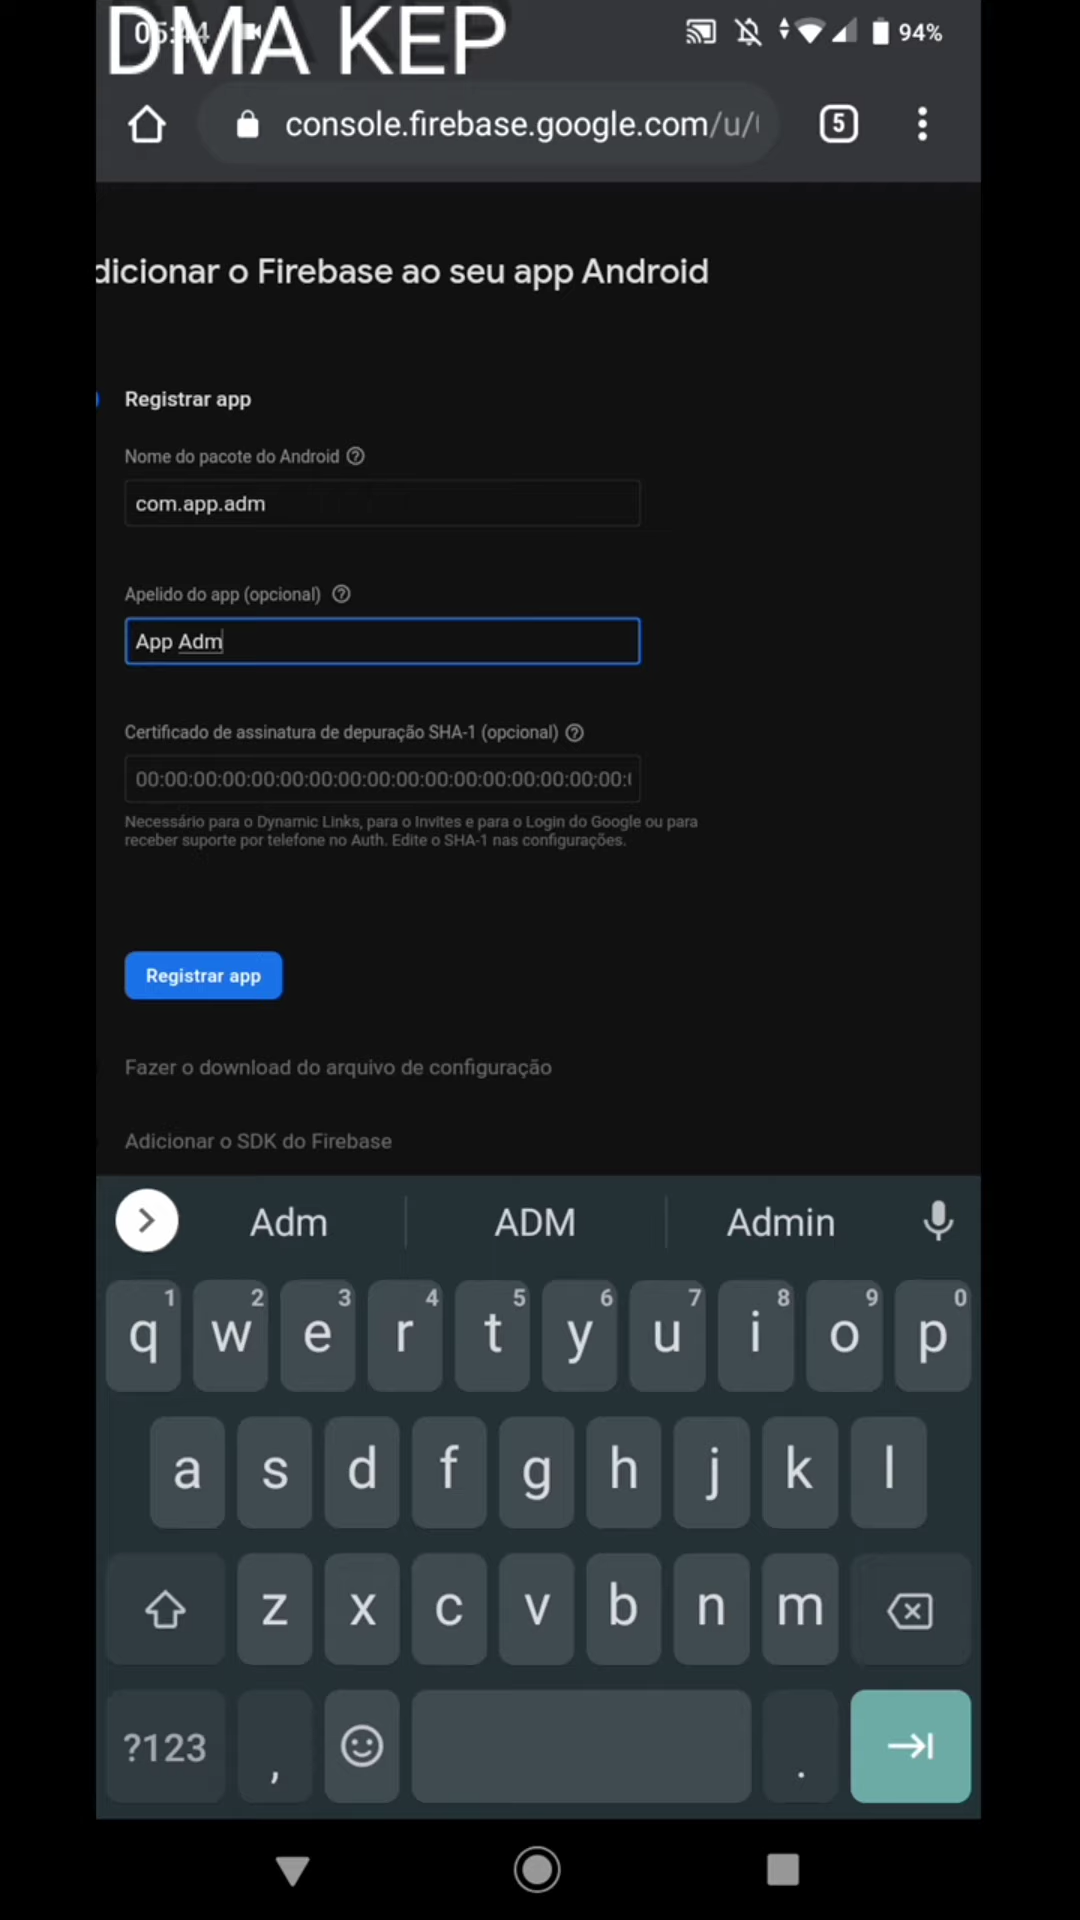 DMA KEP
05:44
94%
console.firebase.google.com/u/
5
dicionar o Firebase ao seu app Android
Registrar app
Nome do pacote do Android
com.app.adm
Apelido do app (opcional)
App Adm
Certificado de assinatura de depuração SHA-1 (opcional)
00:00:00:00:00:00:00:00:00:00:00:00:00:00:00:00:00:
Necessário para o Dynamic Links, para o Invites e para o Login do Google ou para
receber suporte por telefone no Auth. Edite o SHA-1 nas configurações.
Registrar app
Fazer o download do arquivo de configuração
Adicionar o SDK do Firebase
Adm ADM Admin
1 2 3 4 5 6 7 8 9 0
q w e r t y u i o p
a s d f g h j k l
z x c v b n m
?123 , .